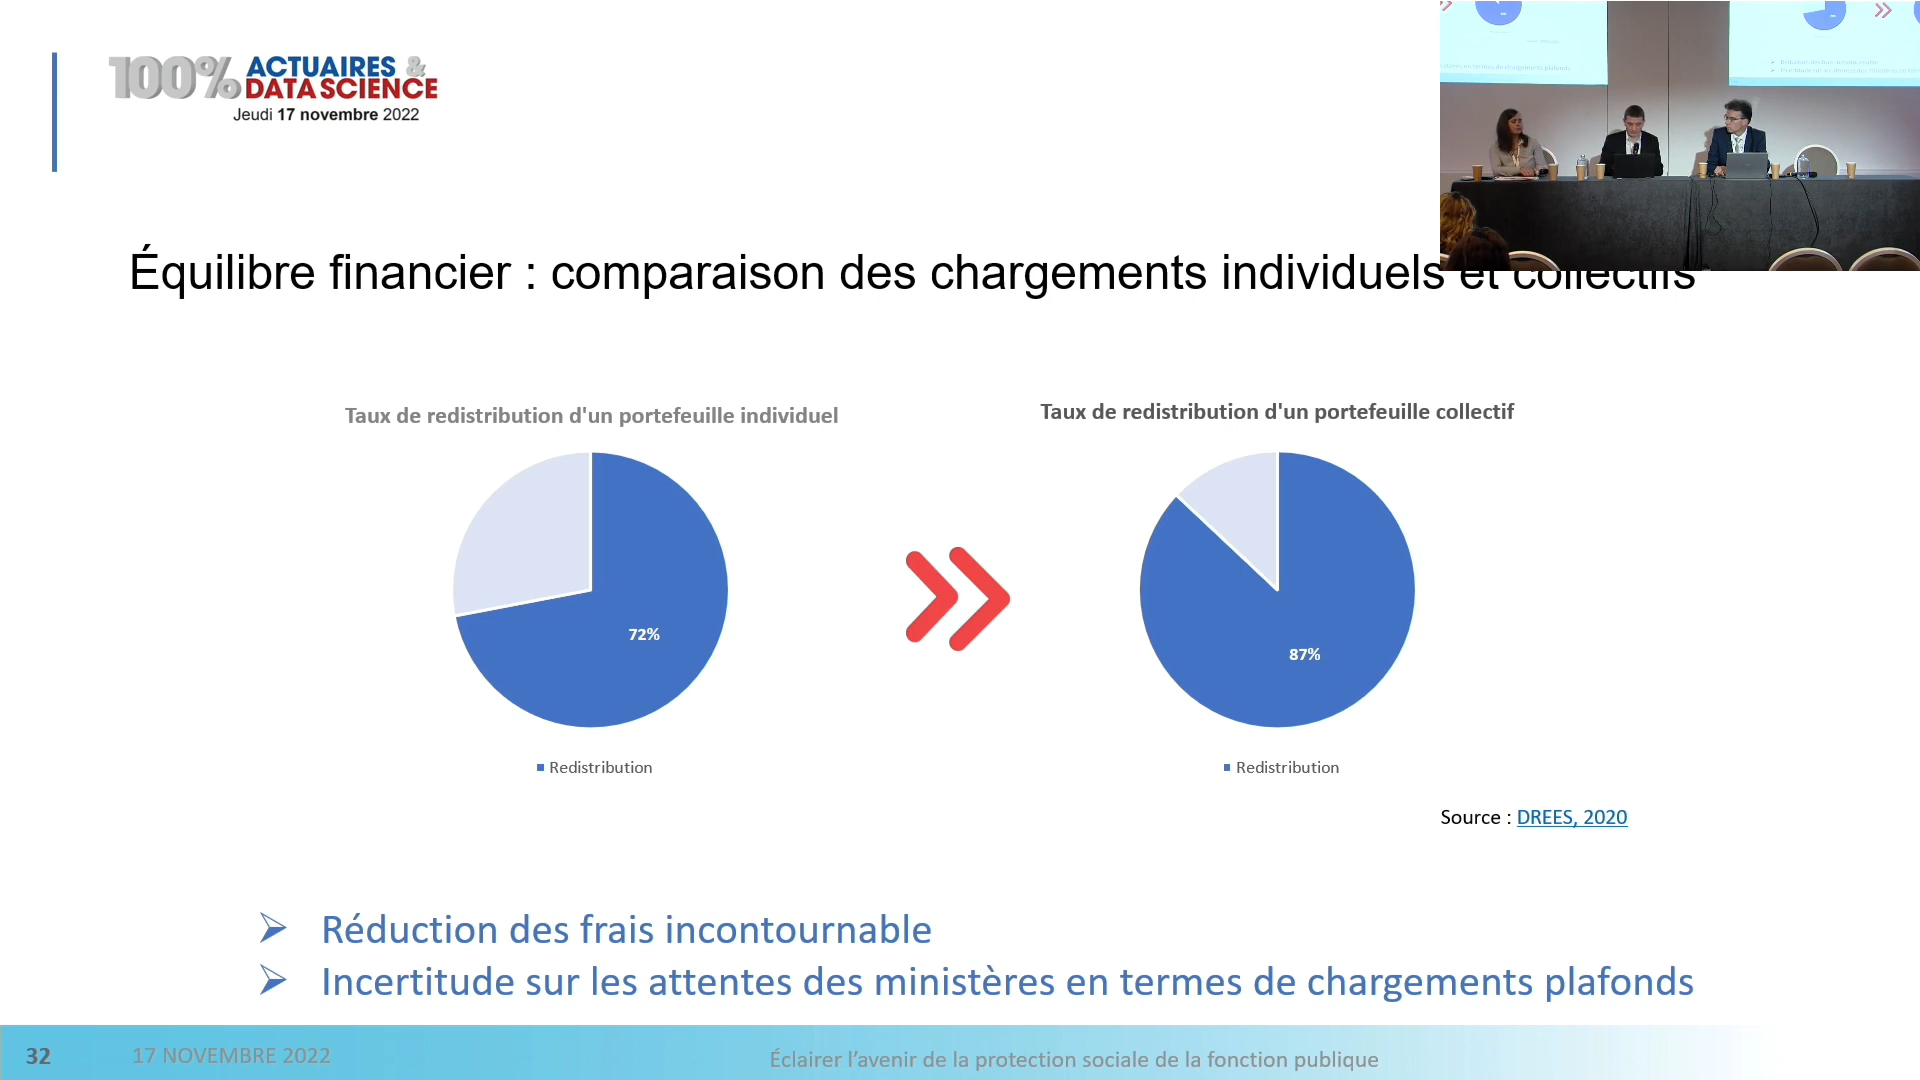 100% ACTUAIRES &
DATA SCIENCE
Jeudi 17 novembre 2022
Équilibre financier : comparaison des chargements individuels et collectifs
Taux de redistribution d'un portefeuille individuel
Taux de redistribution d'un portefeuille collectif
72%
87%
Redistribution
Redistribution
Source : DREES, 2020
Réduction des frais incontournable
Incertitude sur les attentes des ministères en termes de chargements plafonds
32
17 NOVEMBRE 2022
Éclairer l’avenir de la protection sociale de la fonction publique